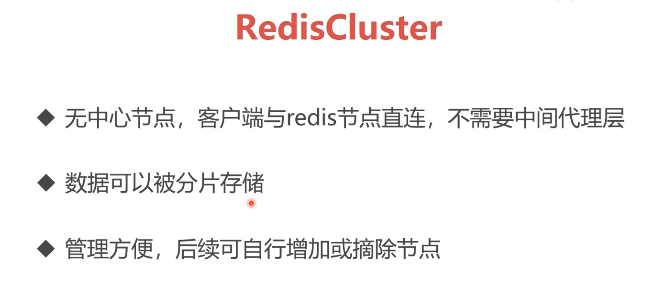 RedisCluster
◆ 无中心节点，客户端与redis节点直连，不需要中间代理层
◆ 数据可以被分片存储
◆ 管理方便，后续可自行增加或摘除节点